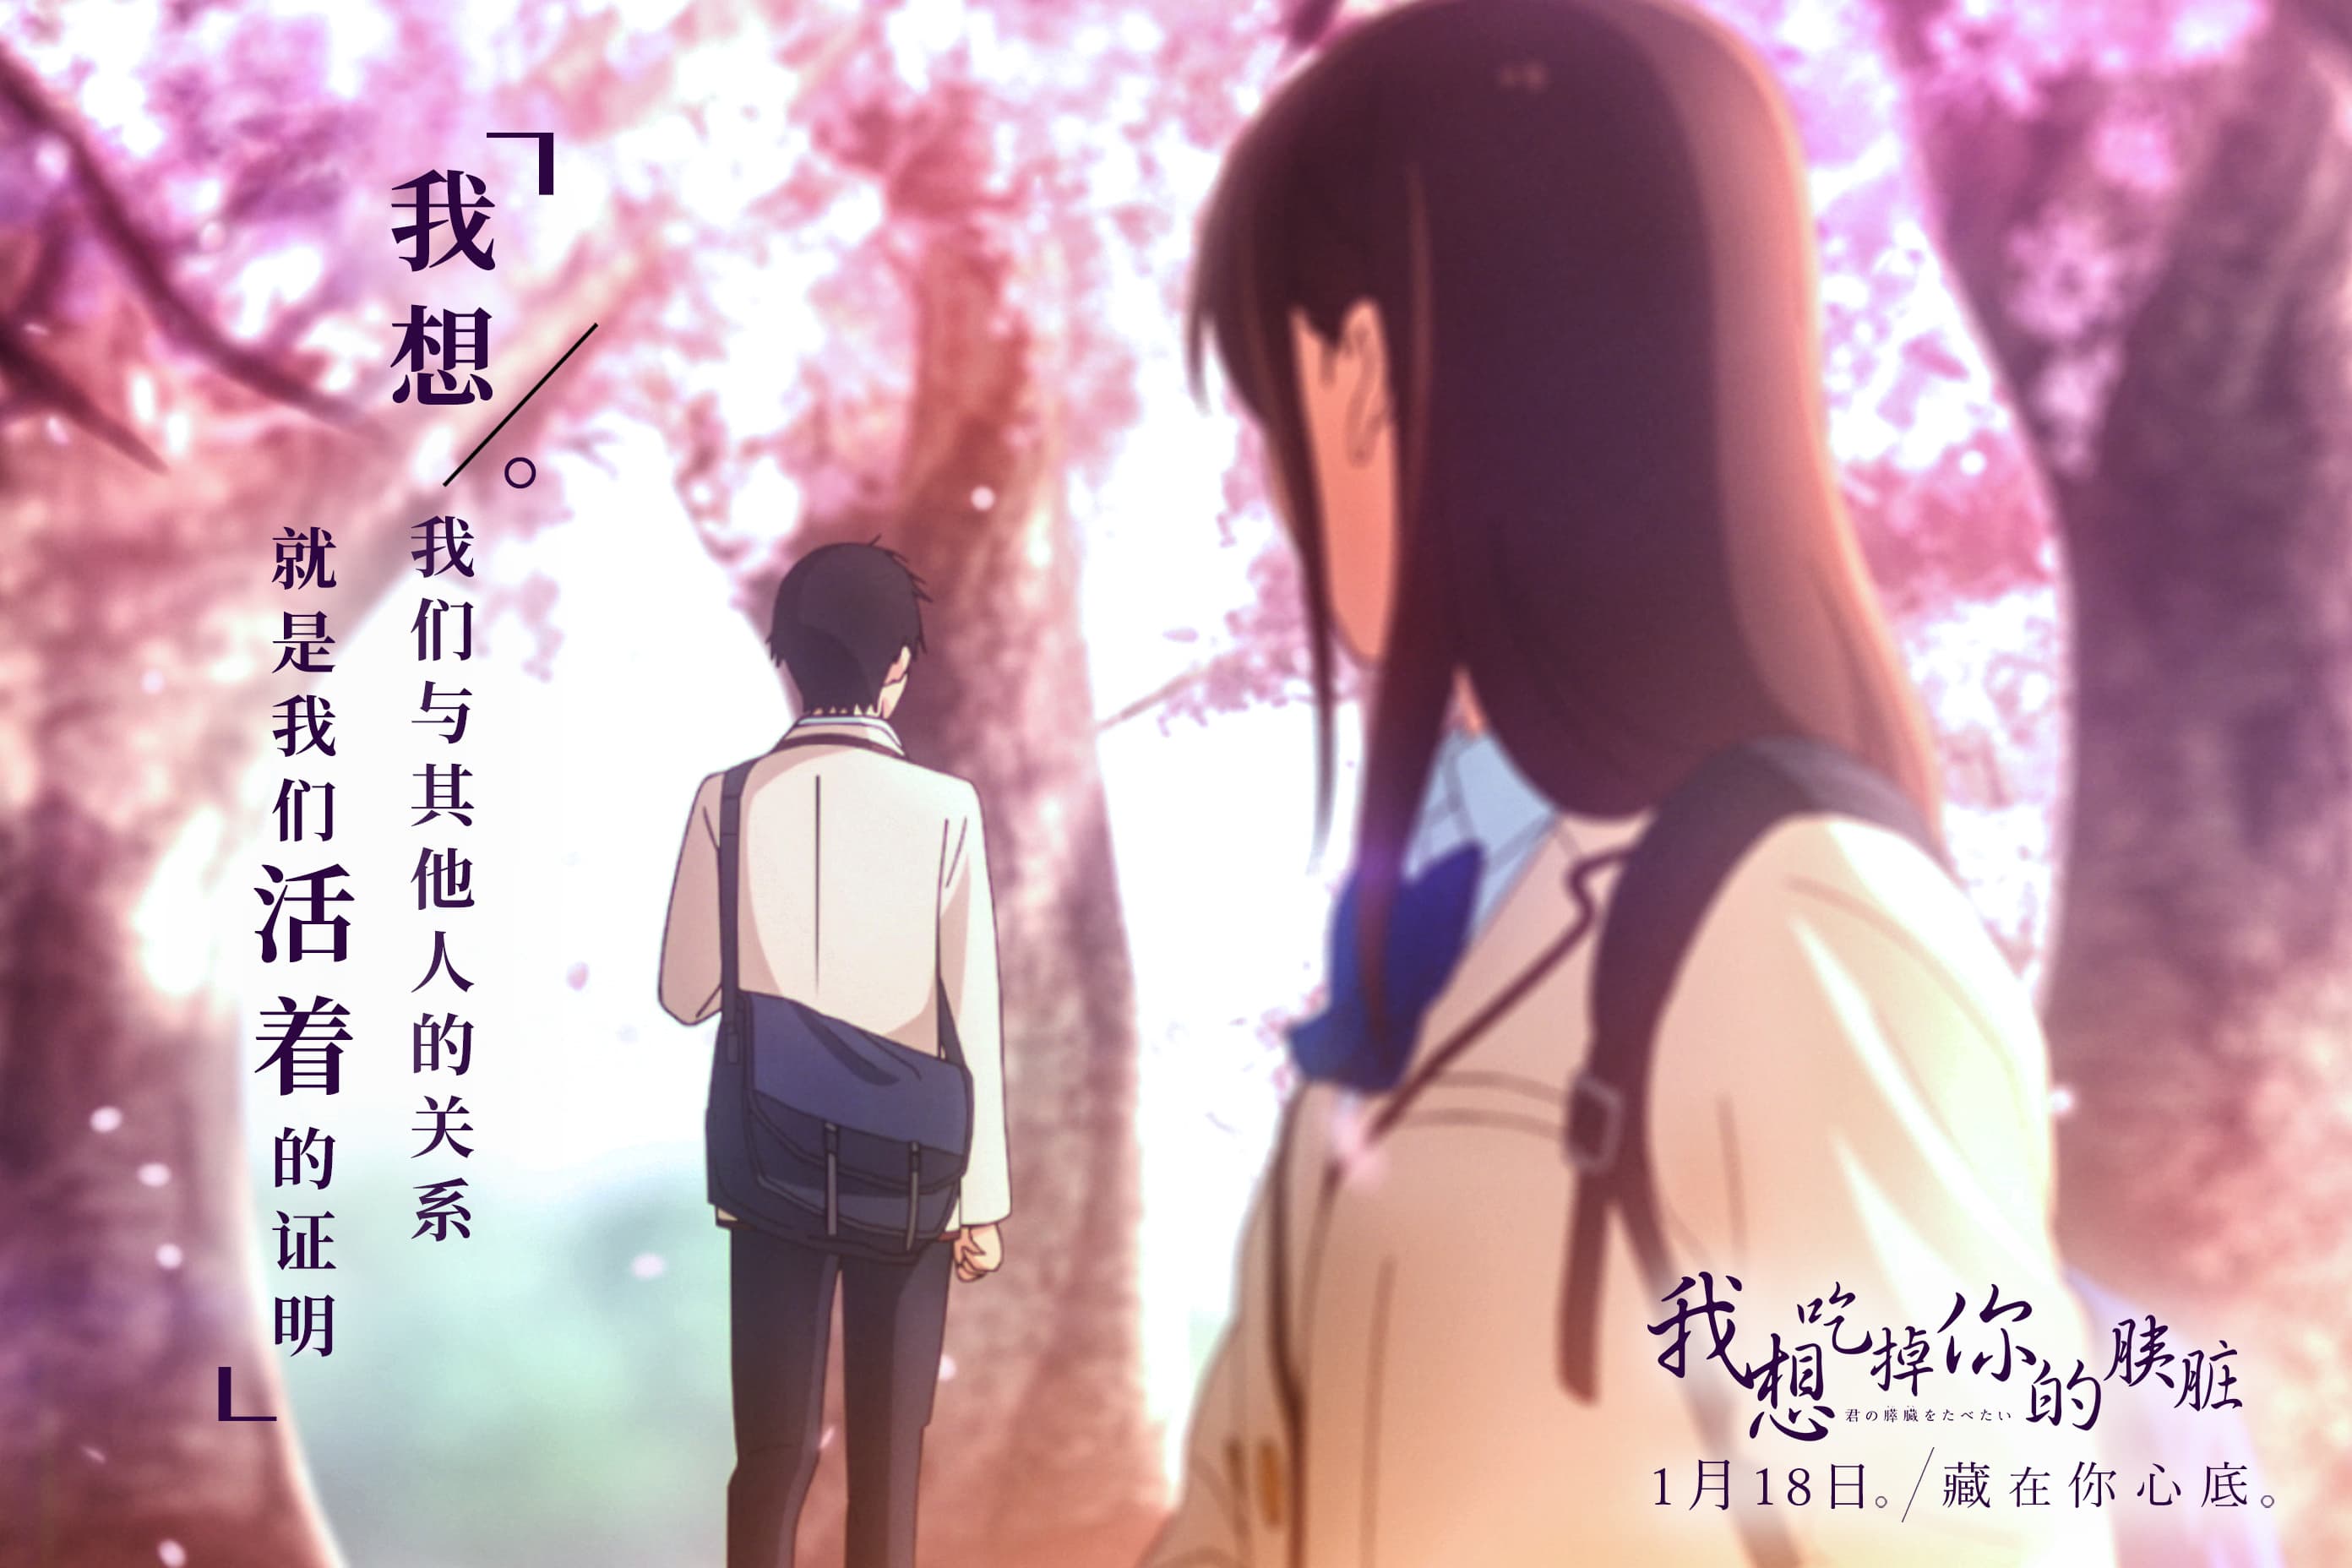 「我想。
我们与其他人的关系
就是我们活着的证明」
我想吃掉你的胰脏
君の膵臓をたべたい
1月18日。/藏在你心底。